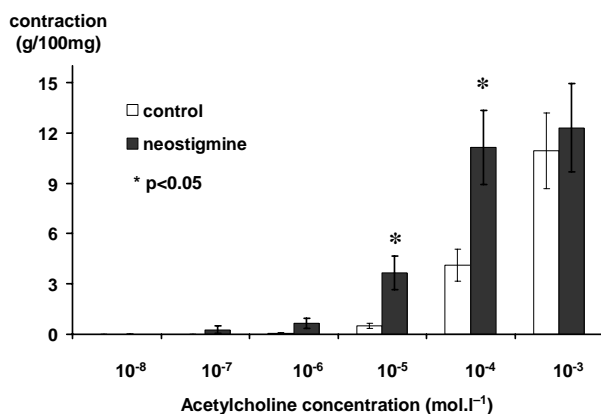 contraction
(g/100mg)
15
12
9
6
3
0
control
neostigmine
* p<0.05
*
*
10⁻⁸ 10⁻⁷ 10⁻⁶ 10⁻⁵ 10⁻⁴ 10⁻³
Acetylcholine concentration (mol.l⁻¹)